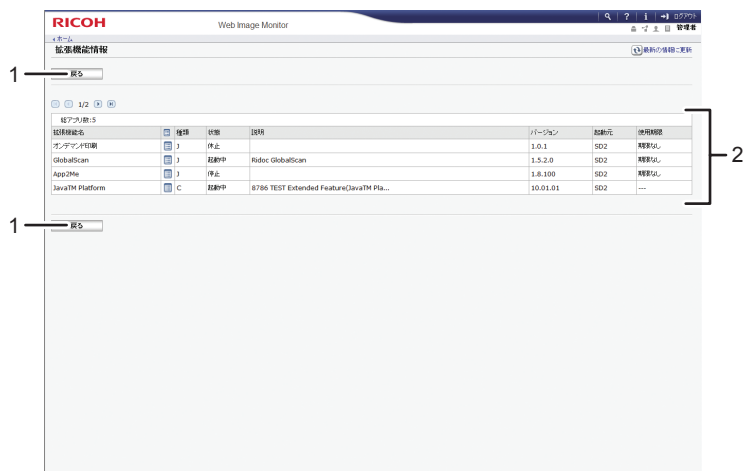 RICOH
Web Image Monitor
? i ログアウト
ホーム
管理者
拡張機能情報
最新の情報に更新
1
戻る
1/2
総アプリ数:5
拡張機能名 種類 状態 説明 バージョン 起動元 使用期限
オンデマンド印刷 J 休止 1.0.1 SD2 期限なし
GlobalScan J 起動中 Ridoc GlobalScan 1.5.2.0 SD2 期限なし
2
App2Me J 停止 1.8.100 SD2 期限なし
JavaTM Platform C 起動中 8786 TEST Extended Feature(JavaTM Pla... 10.01.01 SD2 ---
1
戻る